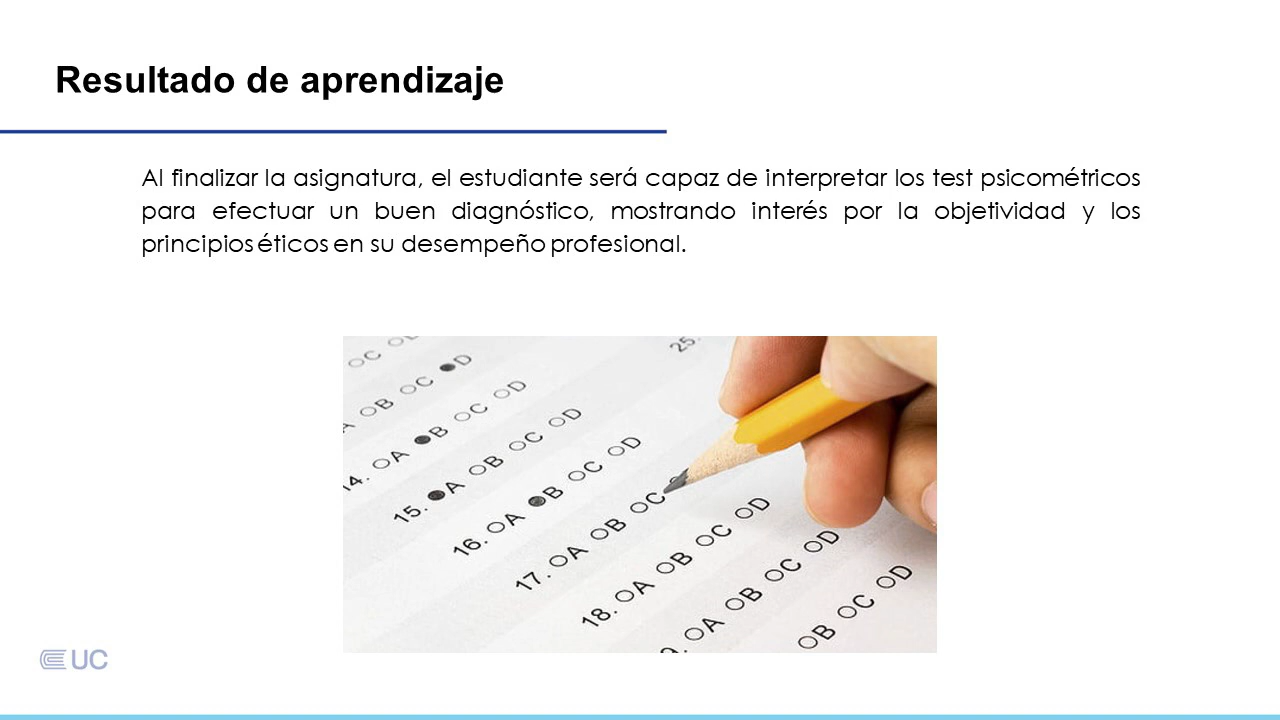 Resultado de aprendizaje
Al finalizar la asignatura, el estudiante será capaz de interpretar los test psicométricos
para efectuar un buen diagnóstico, mostrando interés por la objetividad y los
principios éticos en su desempeño profesional.
25.
C
B C D
14. A B C D
15. A B C D
16. A B C D
17. A B C
18. A B C D
A B C D
B C D
UC